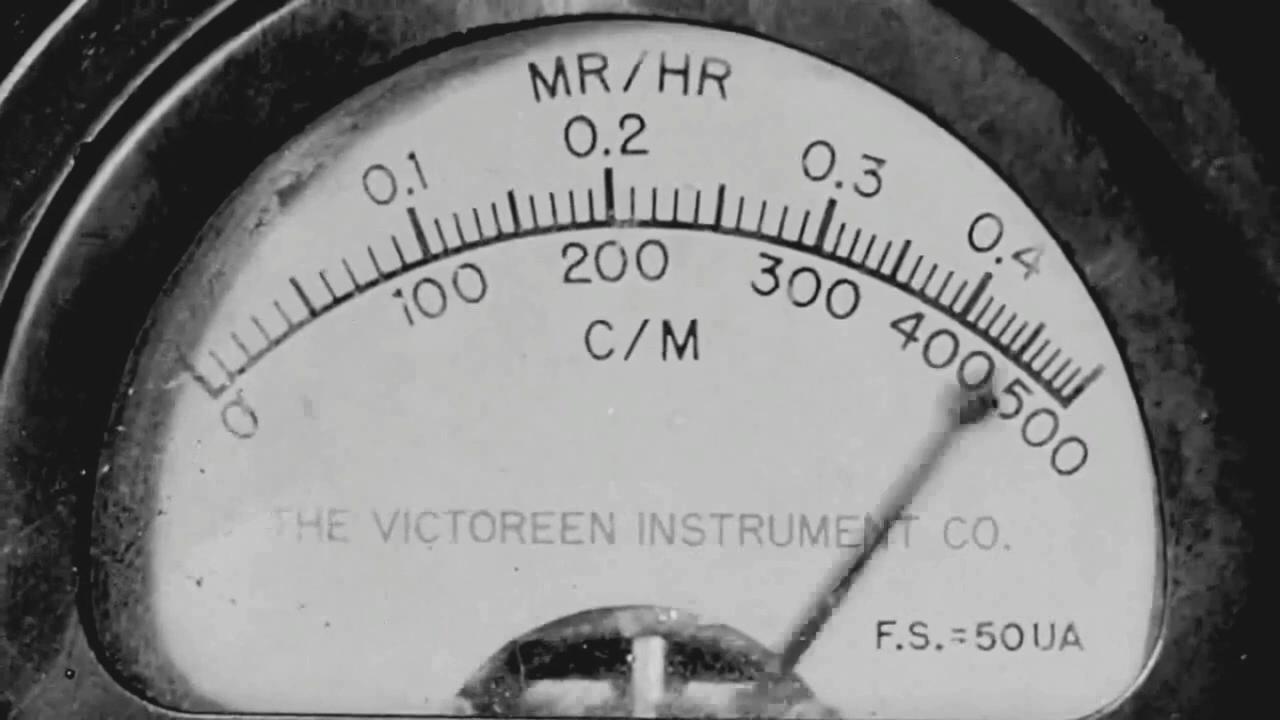 MR/HR
0.1 0.2 0.3 0.4
0 100 200 300 400 500
C/M
THE VICTOREEN INSTRUMENT CO.
F.S.=50UA